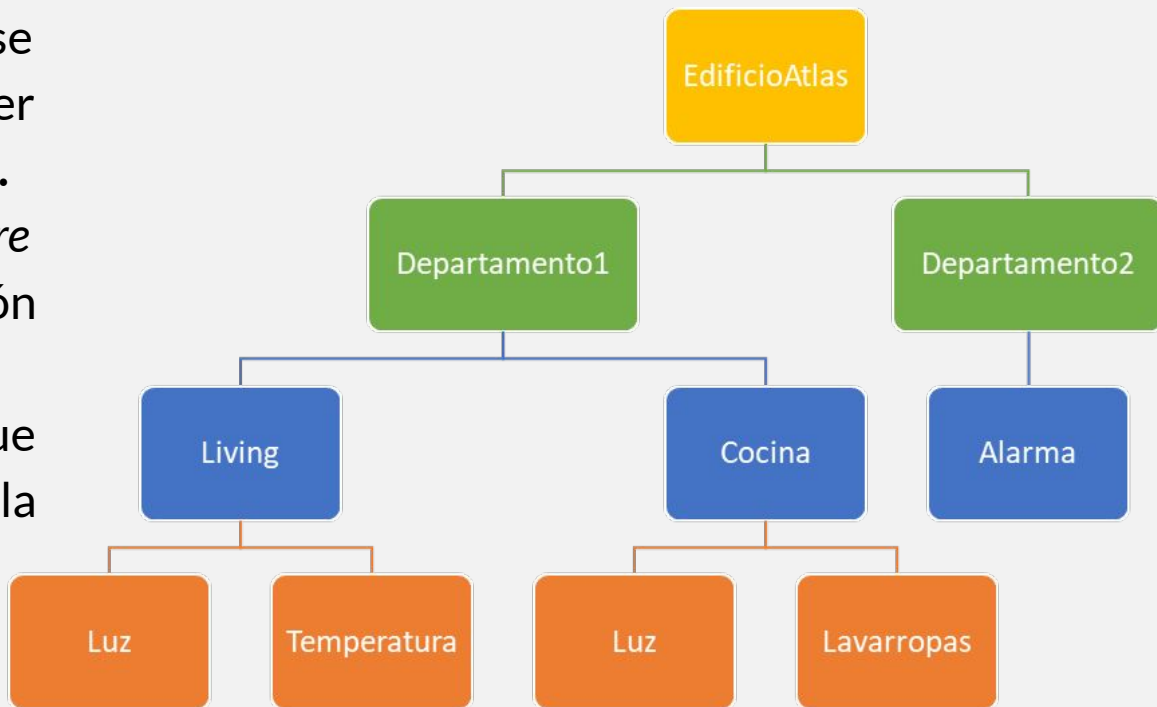 se
er
.
re
ón
ue
la
EdificioAtlas
Departamento1
Departamento2
Living
Cocina
Alarma
Luz
Temperatura
Luz
Lavarropas